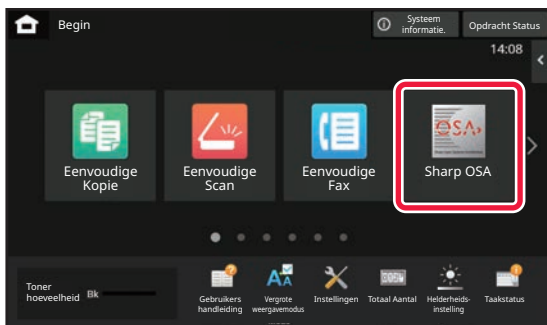 Begin
Systeem
informatie.
Opdracht Status
14:08
OSA
Eenvoudige
Kopie
Eenvoudige
Scan
Eenvoudige
Fax
Sharp OSA
Toner
hoeveelheid
Bk
Gebruikers
handleiding
Vergrote
weergavemodus
Instellingen
Totaal Aantal
Helderheids-
instelling
Taakstatus